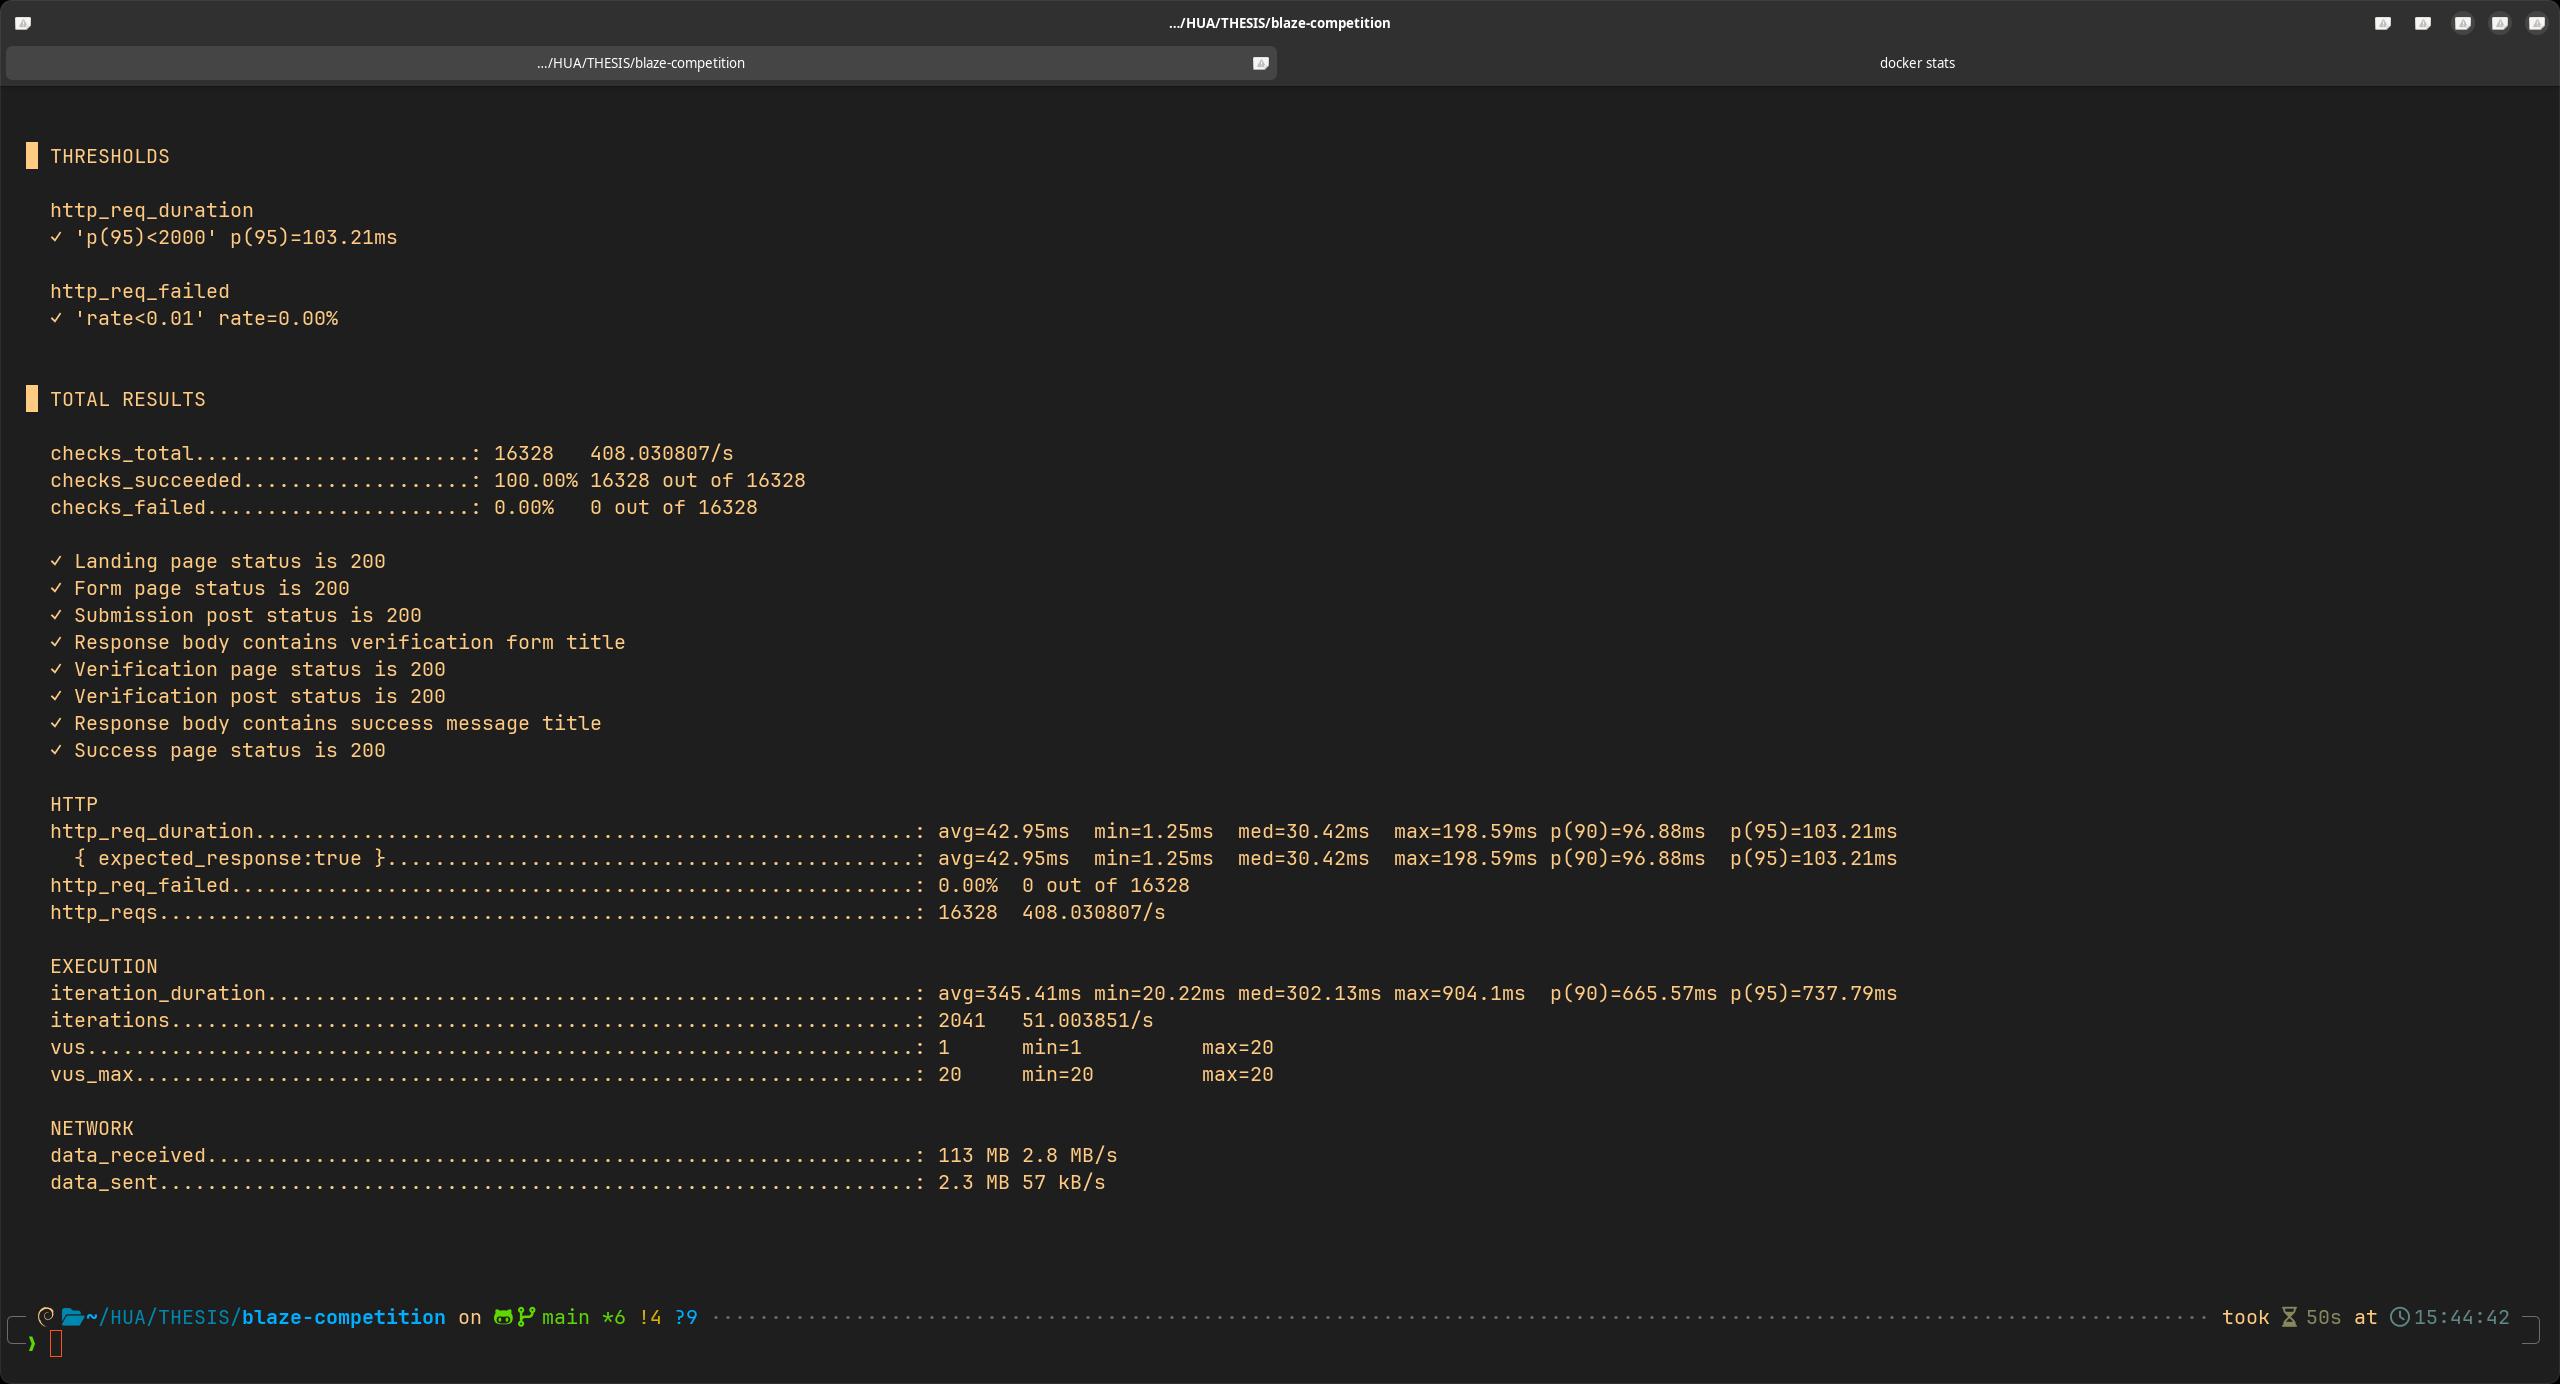 .../HUA/THESIS/blaze-competition
.../HUA/THESIS/blaze-competition
docker stats
THRESHOLDS
http_req_duration
✓ 'p(95)<2000' p(95)=103.21ms
http_req_failed
✓ 'rate<0.01' rate=0.00%
TOTAL RESULTS
checks_total.......................: 16328   408.030807/s
checks_succeeded...................: 100.00% 16328 out of 16328
checks_failed......................: 0.00%   0 out of 16328
✓ Landing page status is 200
✓ Form page status is 200
✓ Submission post status is 200
✓ Response body contains verification form title
✓ Verification page status is 200
✓ Verification post status is 200
✓ Response body contains success message title
✓ Success page status is 200
HTTP
http_req_duration.......................................................: avg=42.95ms  min=1.25ms  med=30.42ms  max=198.59ms p(90)=96.88ms  p(95)=103.21ms
  { expected_response:true }............................................: avg=42.95ms  min=1.25ms  med=30.42ms  max=198.59ms p(90)=96.88ms  p(95)=103.21ms
http_req_failed.........................................................: 0.00%  0 out of 16328
http_reqs...............................................................: 16328  408.030807/s
EXECUTION
iteration_duration......................................................: avg=345.41ms min=20.22ms med=302.13ms max=904.1ms  p(90)=665.57ms p(95)=737.79ms
iterations..............................................................: 2041   51.003851/s
vus.....................................................................: 1      min=1          max=20
vus_max.................................................................: 20     min=20         max=20
NETWORK
data_received...........................................................: 113 MB 2.8 MB/s
data_sent...............................................................: 2.3 MB 57 kB/s
~/HUA/THESIS/blaze-competition on main *6 !4 ?9 took 50s at 15:44:42
❯